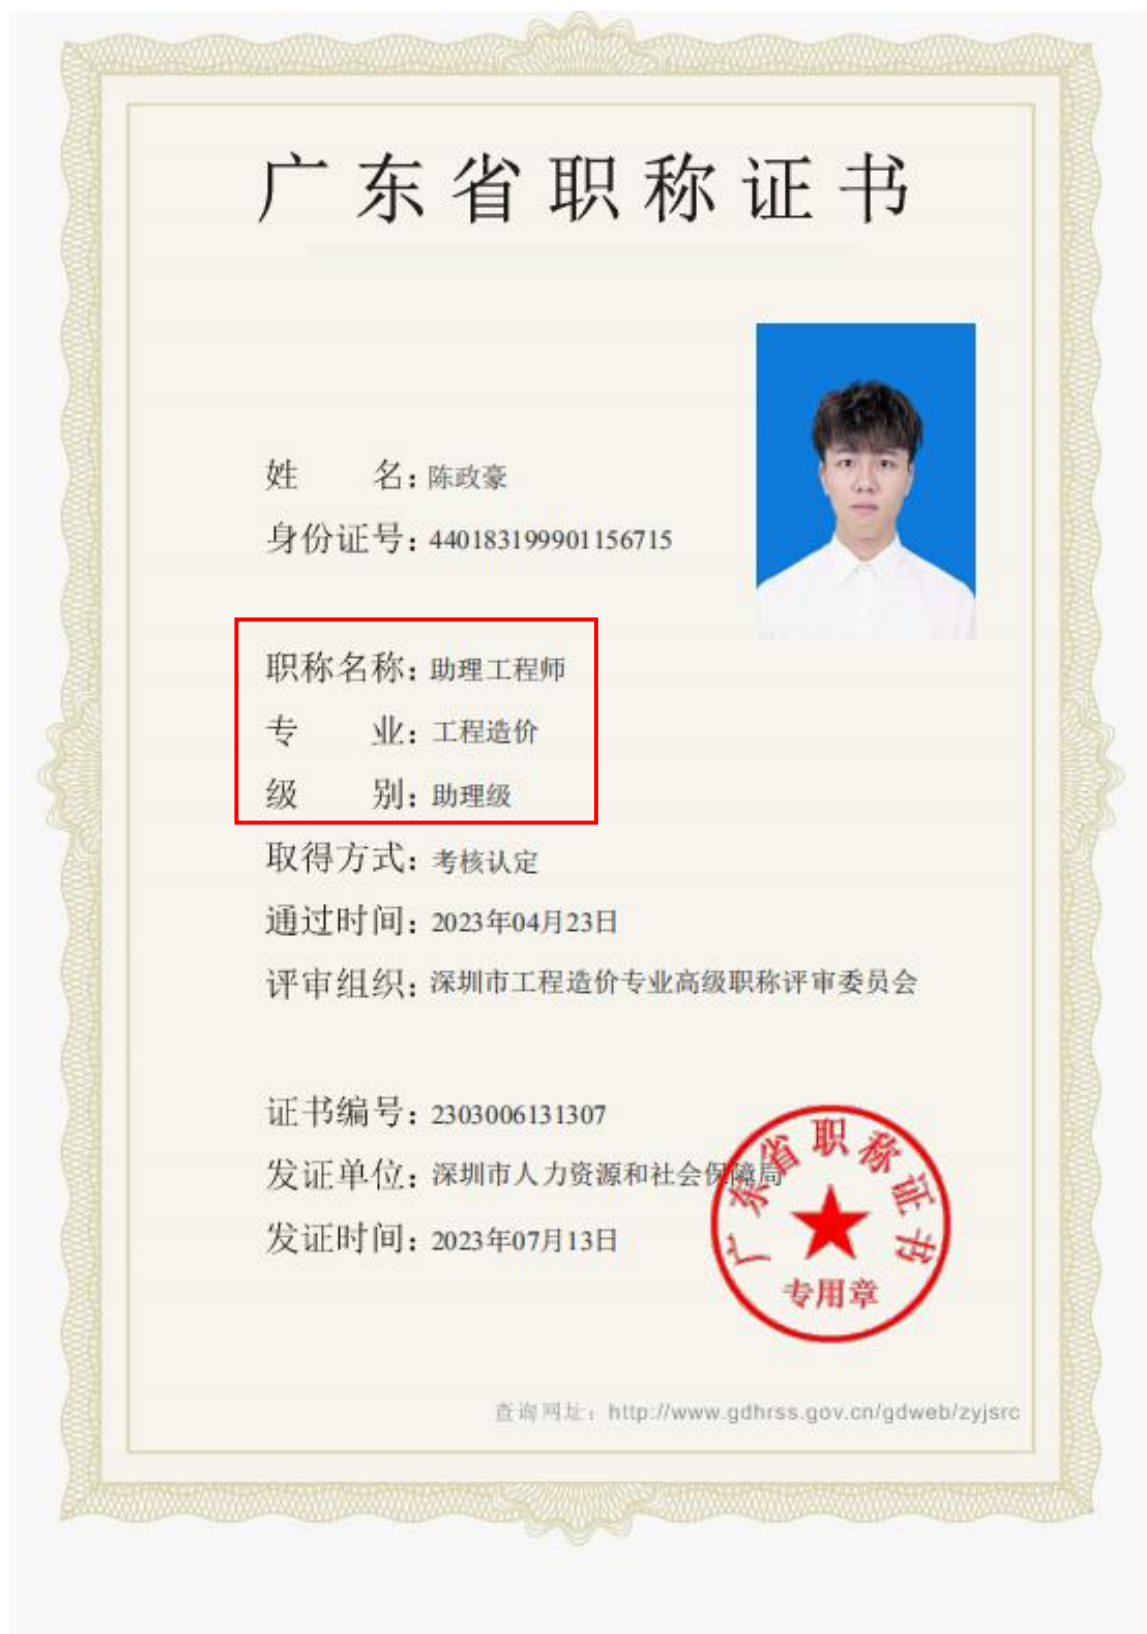 广东省职称证书
姓　　名：陈政豪
身份证号：440183199901156715
职称名称：助理工程师
专　　业：工程造价
级　　别：助理级
取得方式：考核认定
通过时间：2023年04月23日
评审组织：深圳市工程造价专业高级职称评审委员会
证书编号：2303006131307
发证单位：深圳市人力资源和社会保障局
发证时间：2023年07月13日
广东省职称证书
专用章
查询网址：http://www.gdhrss.gov.cn/gdweb/zyjsrc